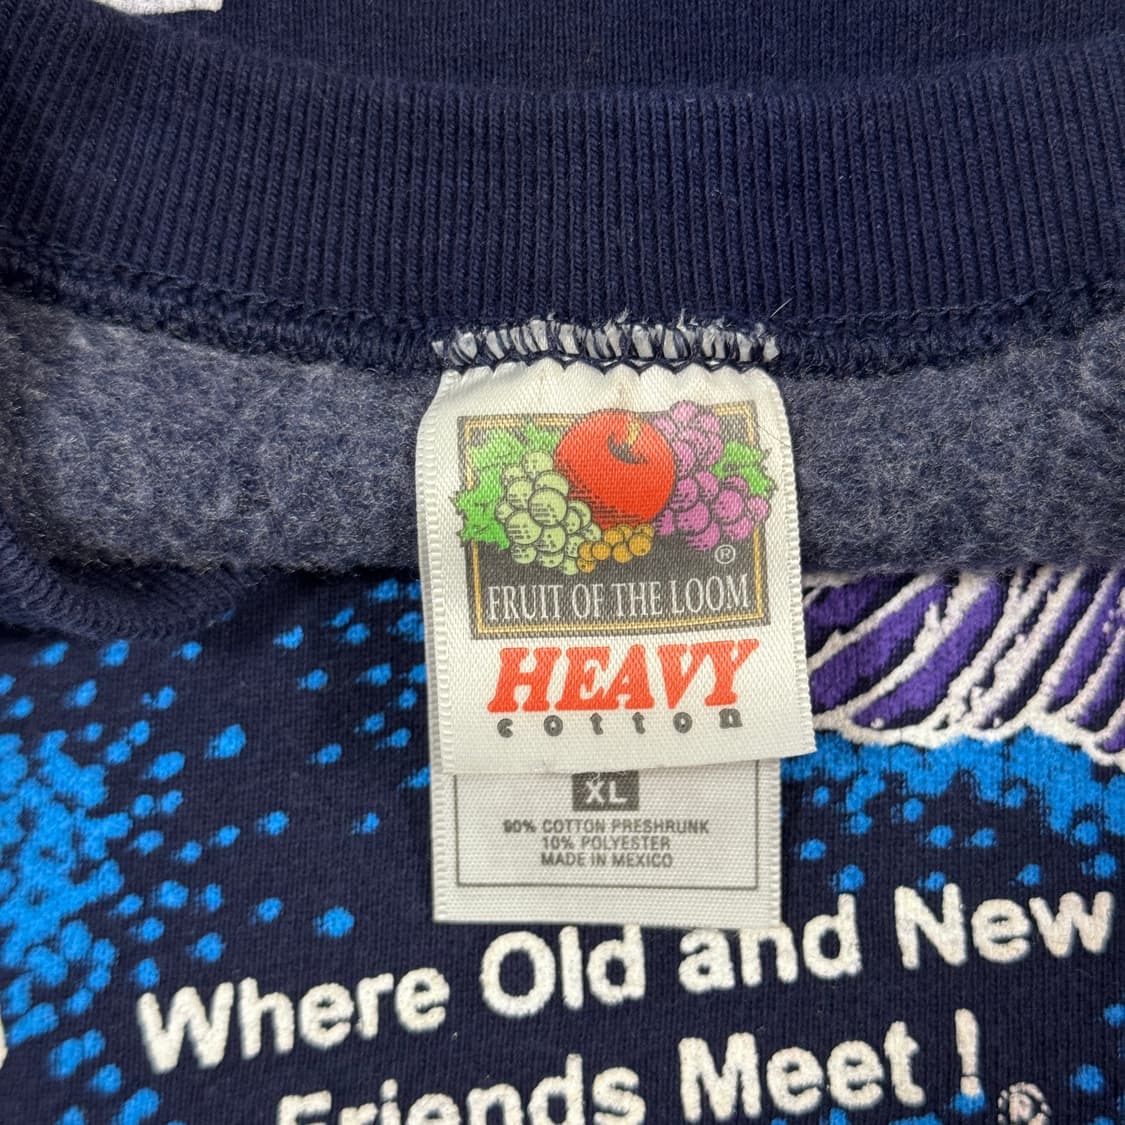 ®
FRUIT OF THE LOOM
HEAVY
cotton
XL
90% COTTON PRESHRUNK
10% POLYESTER
MADE IN MEXICO
Where Old and New
Friends Meet !